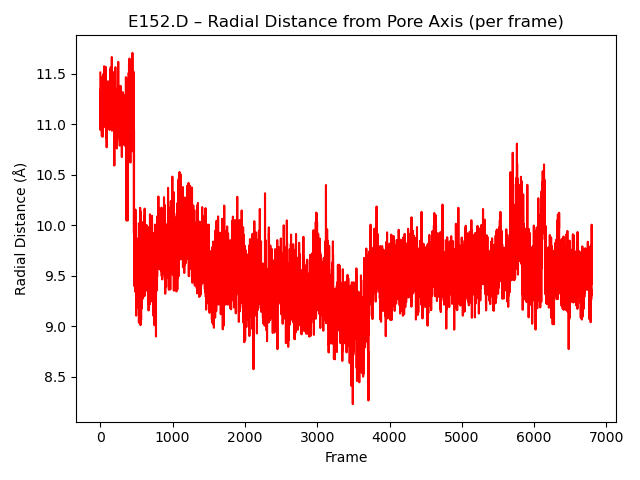 E152.D – Radial Distance from Pore Axis (per frame)
Radial Distance (Å)
11.5
11.0
10.5
10.0
9.5
9.0
8.5
0 1000 2000 3000 4000 5000 6000 7000
Frame